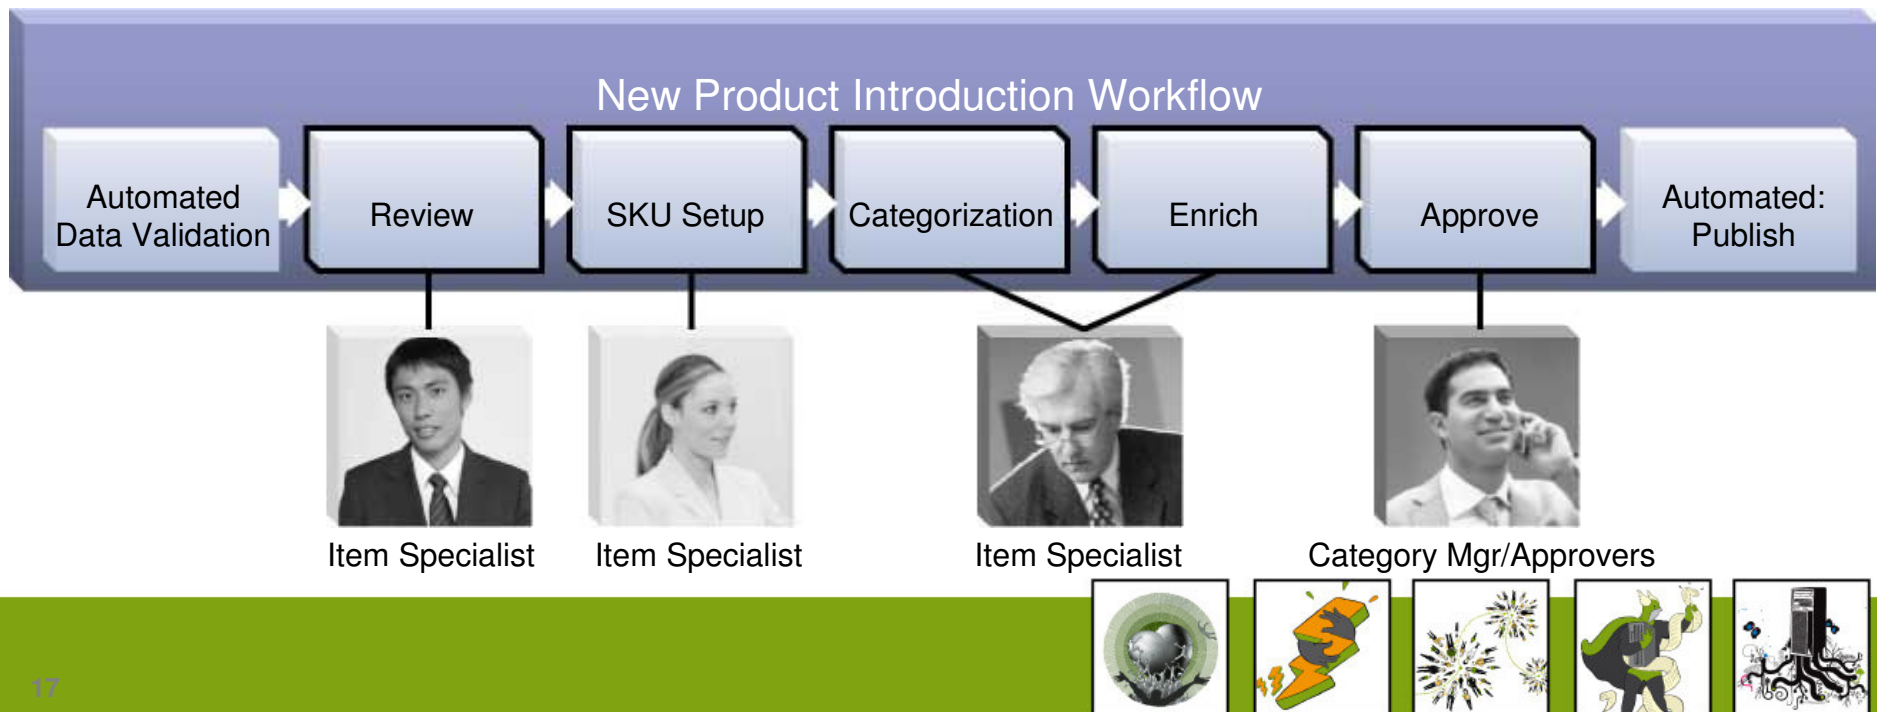 New Product Introduction Workflow
Automated
Data Validation
Review
SKU Setup
Categorization
Enrich
Approve
Automated:
Publish
Item Specialist
Item Specialist
Item Specialist
Category Mgr/Approvers
17